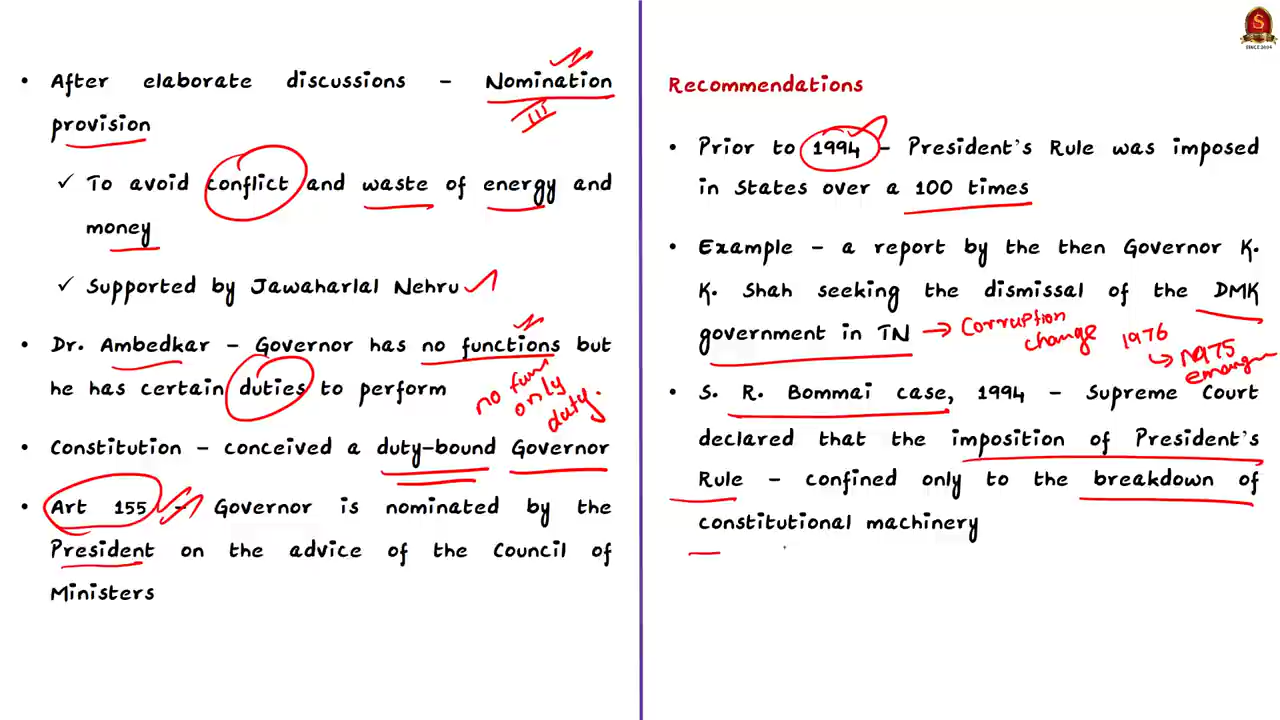 • After elaborate discussions – Nomination
provision
III
✓ To avoid conflict and waste of energy and
money
✓ Supported by Jawaharlal Nehru
• Dr. Ambedkar – Governor has no functions but
he has certain duties to perform
no fun
only
duty.
• Constitution – conceived a duty-bound Governor
• Art 155 – Governor is nominated by the
President on the advice of the Council of
Ministers
S
SINCE 2004
Recommendations
• Prior to 1994 – President's Rule was imposed
in States over a 100 times
• Example – a report by the then Governor K.
K. Shah seeking the dismissal of the DMK
government in TN → Corruption
change
1976
1975
• S. R. Bommai case, 1994 – Supreme Court
declared that the imposition of President's
Rule – confined only to the breakdown of
constitutional machinery